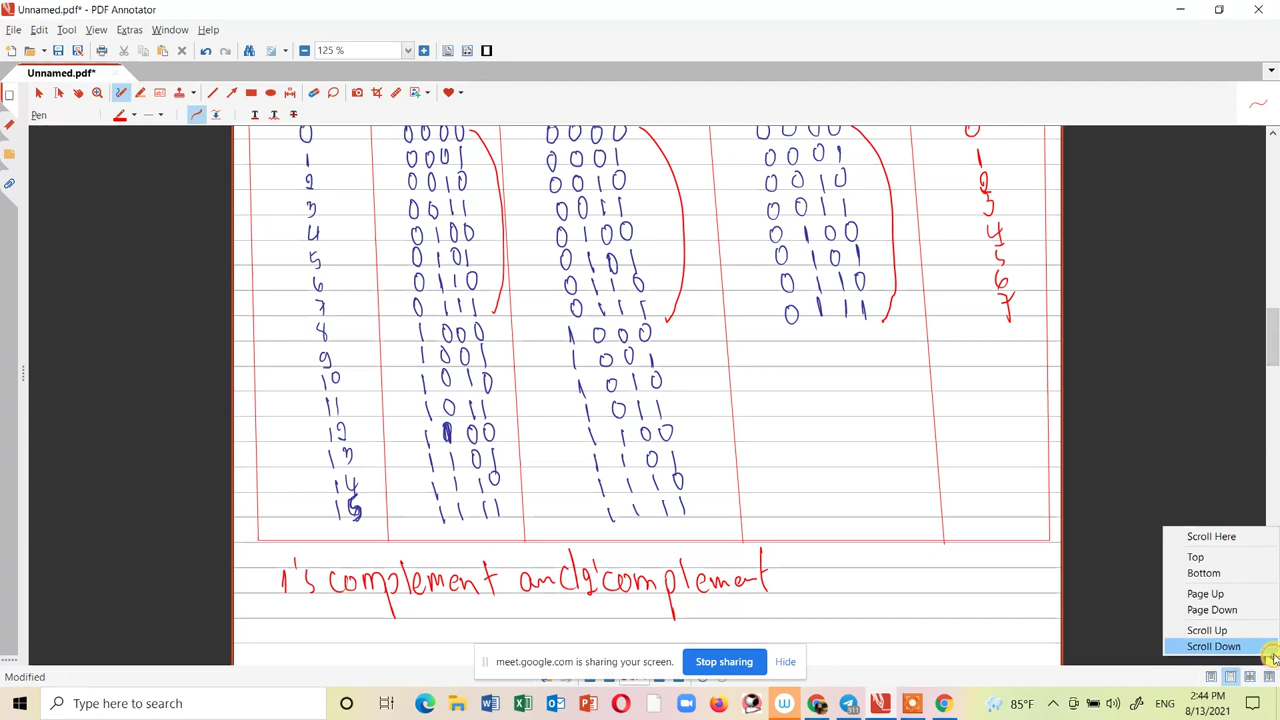 Unnamed.pdf* - PDF Annotator
File Edit Tool View Extras Window Help
125 %
Unnamed.pdf*
Pen
0 0000 0000 0000 0
1 0001 0001 0001 1
2 0010 0010 0010 2
3 0011 0011 0011 3
4 0100 0100 0100 4
5 0101 0101 0101 5
6 0110 0110 0110 6
7 0111 0111 0111 7
8 1000 1000
9 1001 1001
10 1010 1010
11 1011 1011
12 1100 1100
13 1101 1101
14 1110 1110
15 1111 1111
1's complement and 2'complement
Scroll Here
Top
Bottom
Page Up
Page Down
Scroll Up
Scroll Down
meet.google.com is sharing your screen. Stop sharing Hide
Modified
Type here to search
85°F
ENG
2:44 PM
8/13/2021